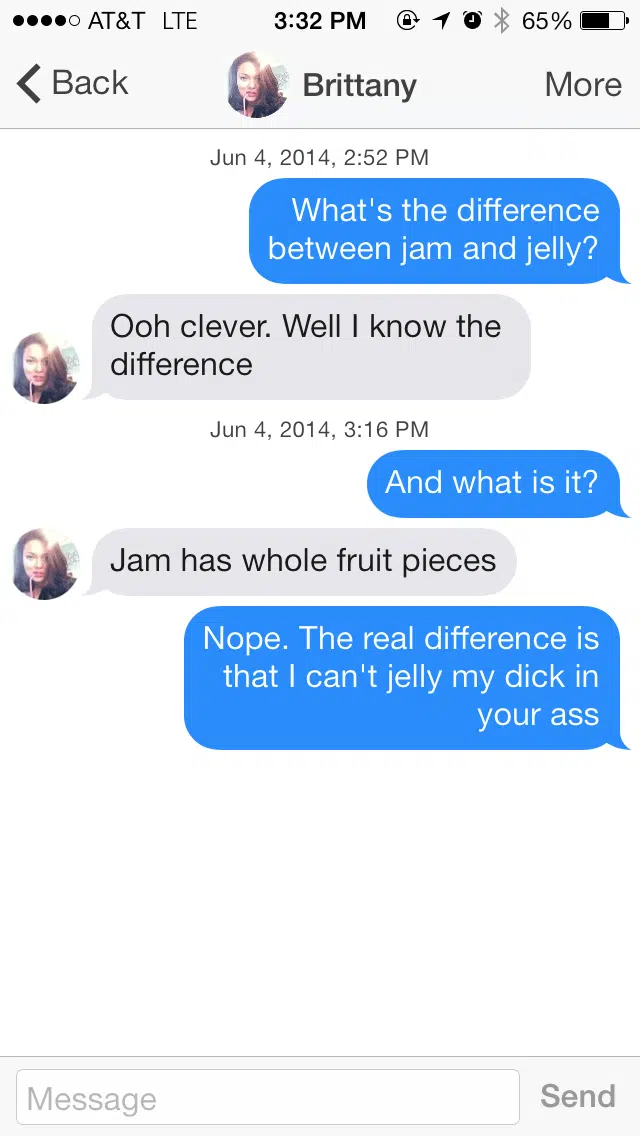 AT&T LTE 3:32 PM 65%
Back Brittany More
Jun 4, 2014, 2:52 PM
What's the difference
between jam and jelly?
Ooh clever. Well I know the
difference
Jun 4, 2014, 3:16 PM
And what is it?
Jam has whole fruit pieces
Nope. The real difference is
that I can't jelly my dick in
your ass
Message Send